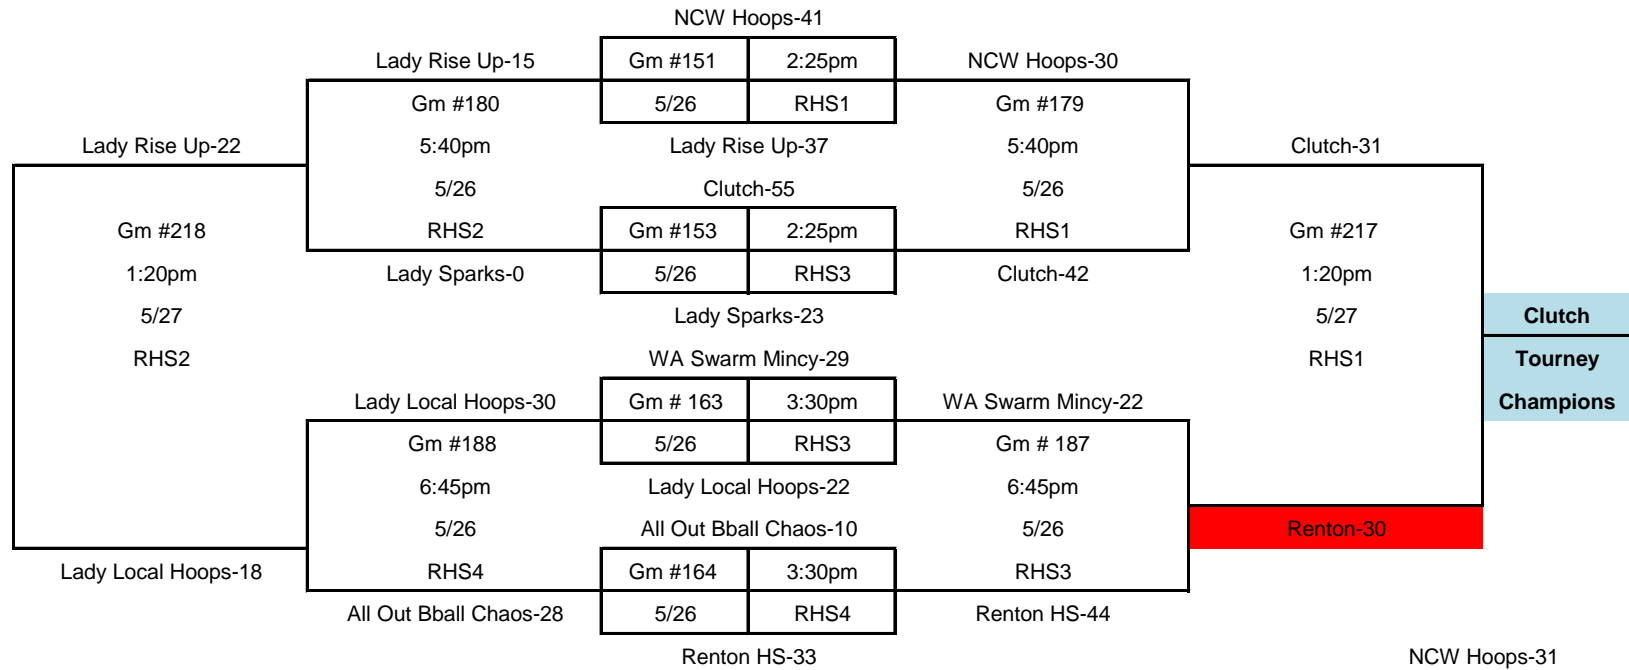 NCW Hoops-41
Lady Rise Up-15 Gm #151 2:25pm NCW Hoops-30
Gm #180 5/26 RHS1 Gm #179
Lady Rise Up-22 5:40pm Lady Rise Up-37 5:40pm Clutch-31
5/26 Clutch-55 5/26
Gm #218 RHS2 Gm #153 2:25pm RHS1 Gm #217
1:20pm Lady Sparks-0 5/26 RHS3 Clutch-42 1:20pm
5/27 Lady Sparks-23 5/27 Clutch
RHS2 WA Swarm Mincy-29 RHS1 Tourney
Lady Local Hoops-30 Gm # 163 3:30pm WA Swarm Mincy-22 Champions
Gm #188 5/26 RHS3 Gm # 187
6:45pm Lady Local Hoops-22 6:45pm
5/26 All Out Bball Chaos-10 5/26 Renton-30
Lady Local Hoops-18 RHS4 Gm #164 3:30pm RHS3
All Out Bball Chaos-28 5/26 RHS4 Renton HS-44
Renton HS-33 NCW Hoops-31